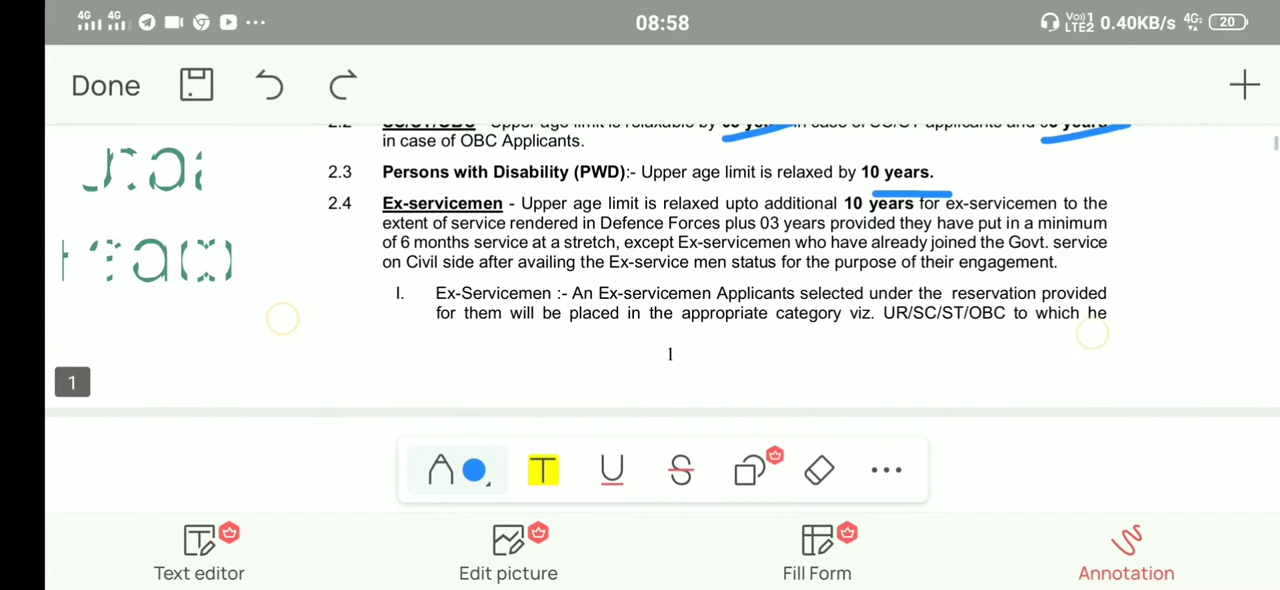 4G 4G 08:58 Vo)) 1 LTE2 0.40KB/s 4G2 20
Done
in case of OBC Applicants.
2.3 Persons with Disability (PWD):- Upper age limit is relaxed by 10 years.
2.4 Ex-servicemen - Upper age limit is relaxed upto additional 10 years for ex-servicemen to the
extent of service rendered in Defence Forces plus 03 years provided they have put in a minimum
of 6 months service at a stretch, except Ex-servicemen who have already joined the Govt. service
on Civil side after availing the Ex-service men status for the purpose of their engagement.
I. Ex-Servicemen :- An Ex-servicemen Applicants selected under the reservation provided
for them will be placed in the appropriate category viz. UR/SC/ST/OBC to which he
1
1
T U S
Text editor Edit picture Fill Form Annotation